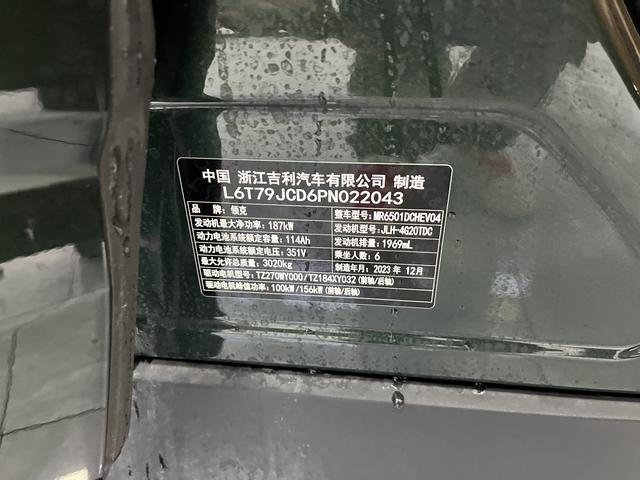 中国 浙江吉利汽车有限公司 制造
L6T79JCD6PN022043
品牌:领克 整车型号:MR6501DCHEV04
发动机最大净功率:187kW 发动机型号:JLH-4G20TDC
动力电池系统额定容量:114Ah 发动机排量:1969mL
动力电池系统额定电压:351V 乘坐人数:6
最大允许总质量:3020kg 制造年月:2023年 12月
驱动电机型号:TZ270WY000/TZ184XY032(前轴/后轴)
驱动电机峰值功率:100kW/156kW(前轴/后轴)